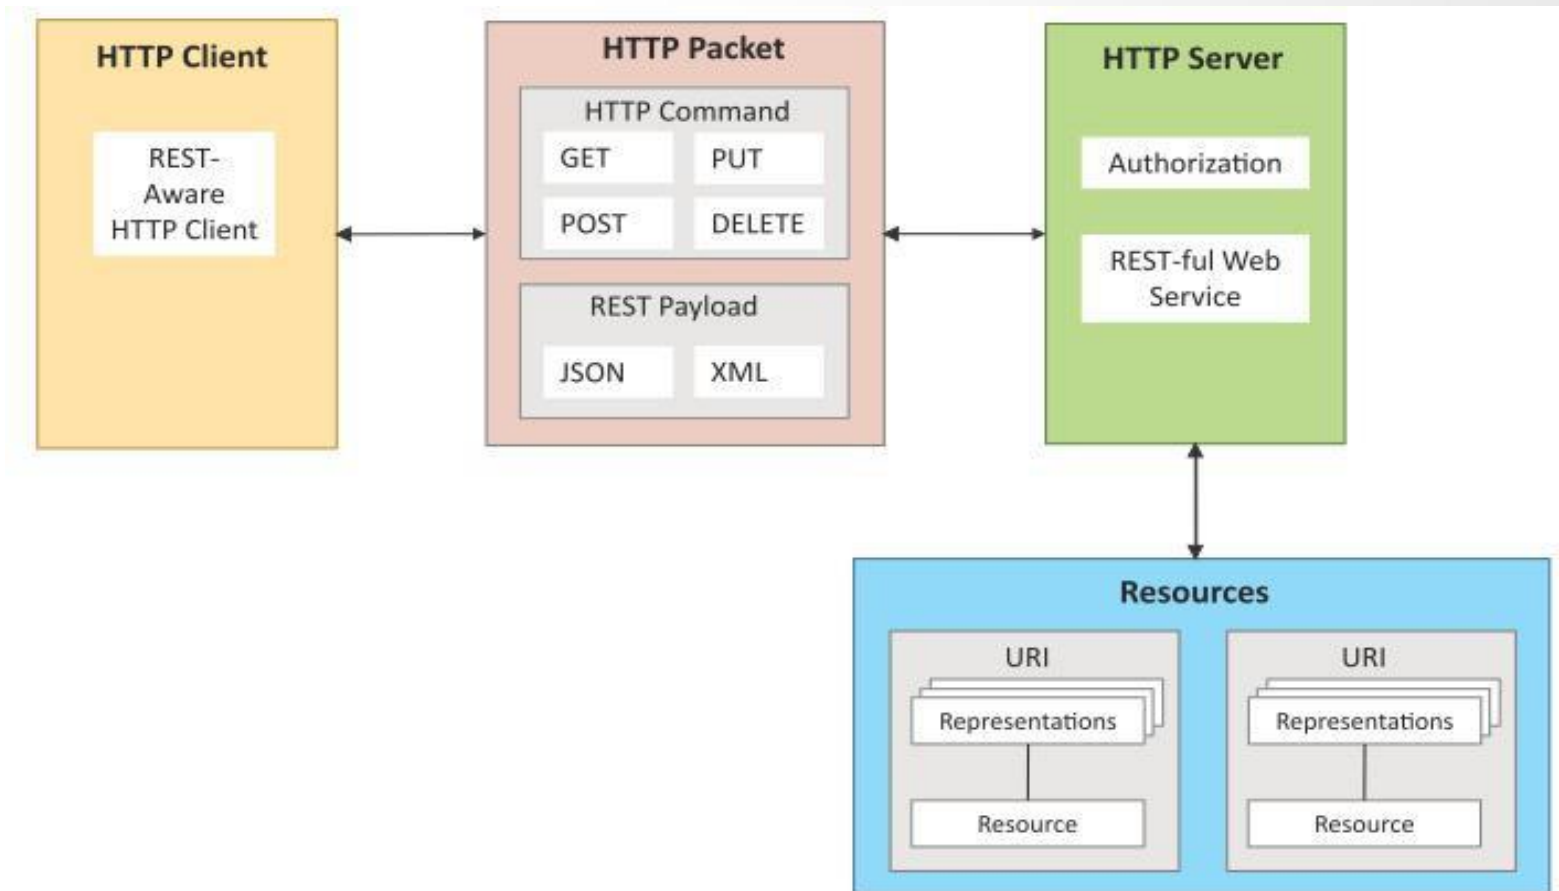 HTTP Client
REST-
Aware
HTTP Client
HTTP Packet
HTTP Command
GET
PUT
POST
DELETE
REST Payload
JSON
XML
HTTP Server
Authorization
REST-ful Web
Service
Resources
URI
Representations
Resource
URI
Representations
Resource